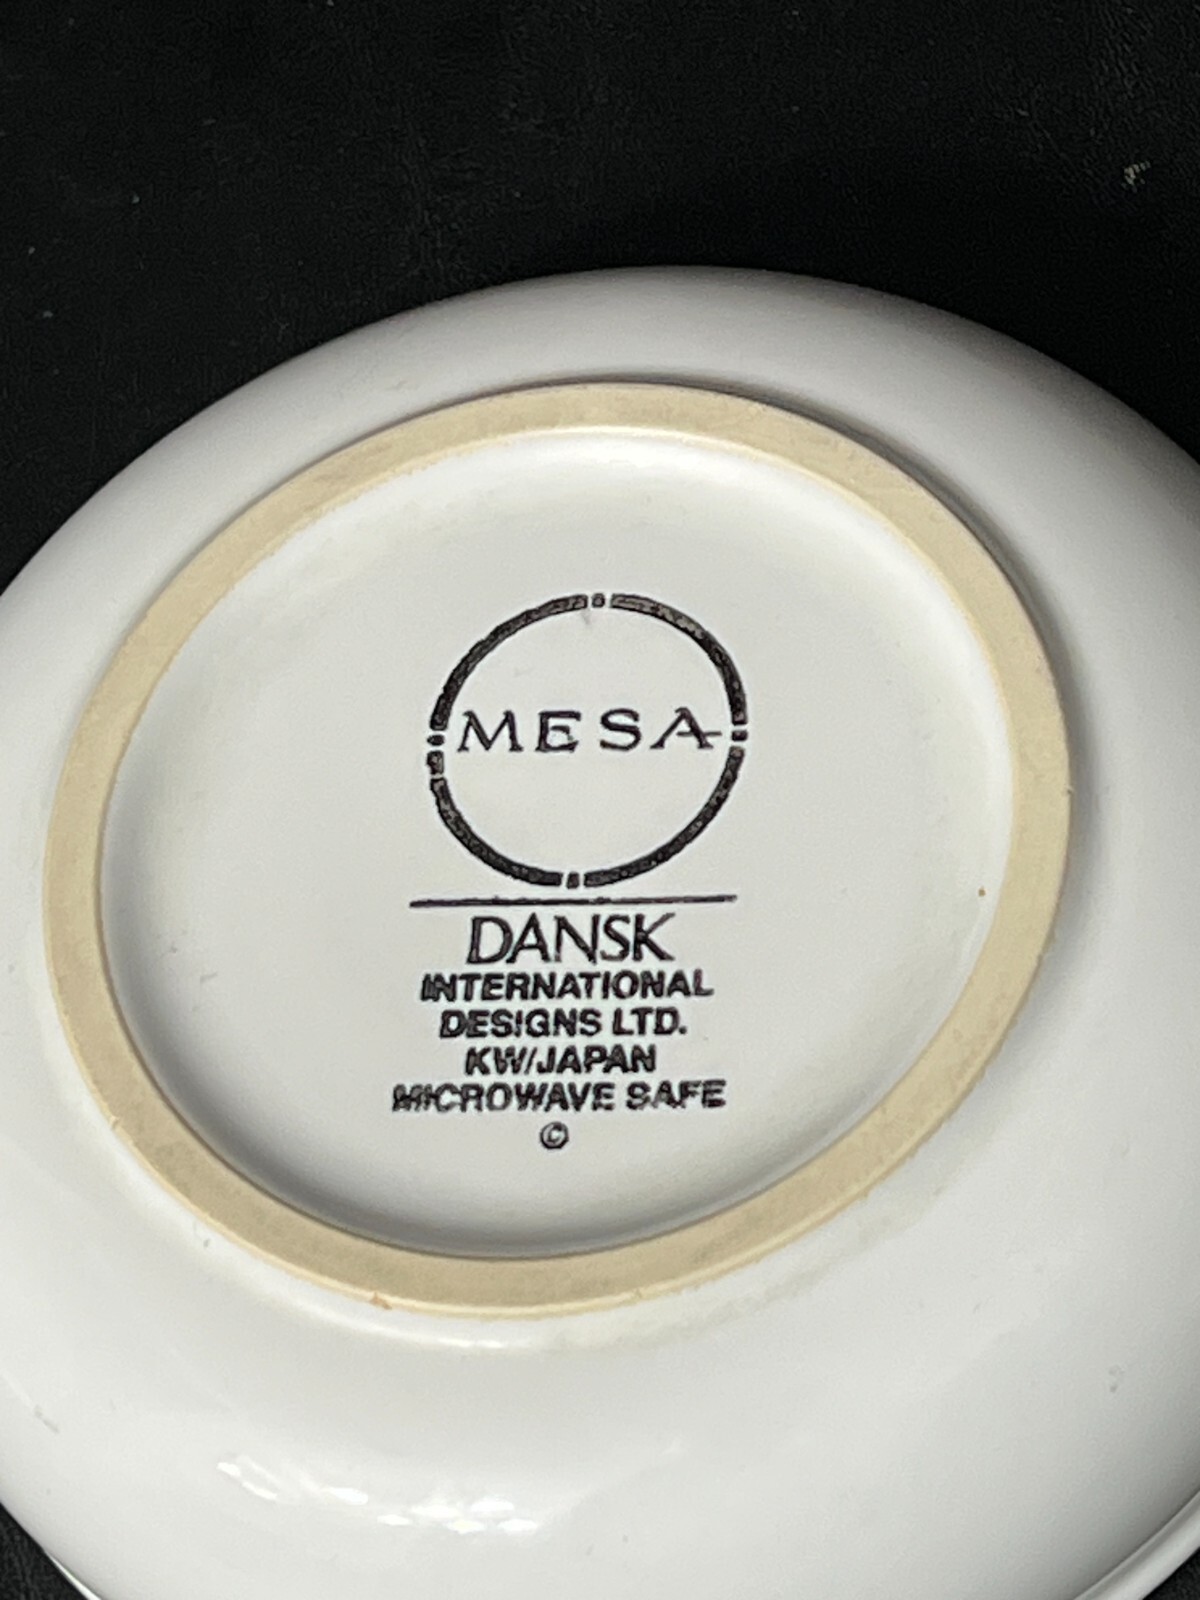 MESA
DANSK
INTERNATIONAL
DESIGNS LTD.
KW/JAPAN
MICROWAVE SAFE
©